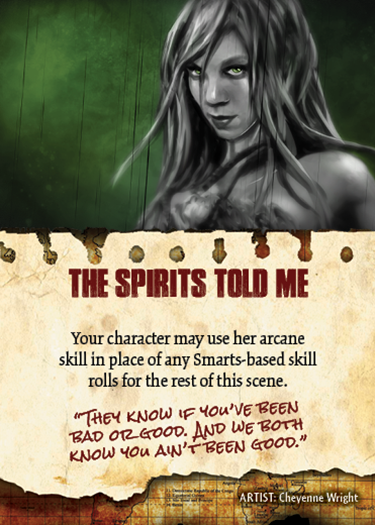 THE SPIRITS TOLD ME
Your character may use her arcane
skill in place of any Smarts-based skill
rolls for the rest of this scene.
“They know if you’ve been
bad or good. And we both
know you ain’t been good.”
ARTIST: Cheyenne Wright